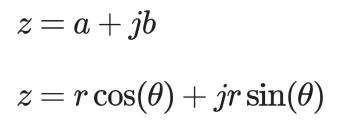 z = a + jb
z = r cos(θ) + jr sin(θ)